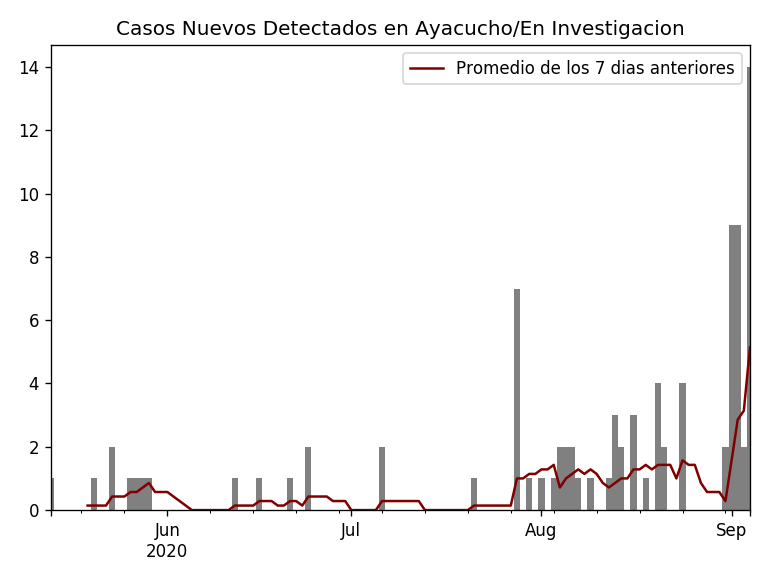 Casos Nuevos Detectados en Ayacucho/En Investigacion
Promedio de los 7 dias anteriores
14
12
10
8
6
4
2
0
Jun
2020
Jul
Aug
Sep